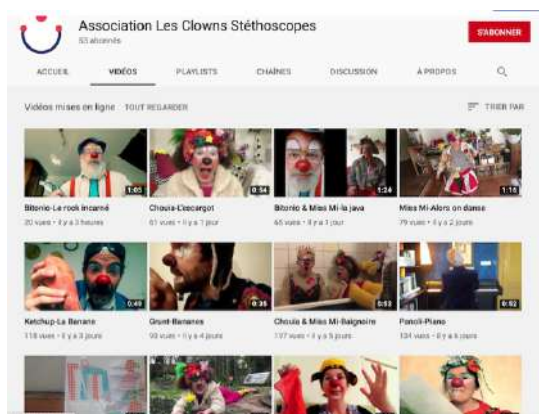 Association Les Clowns Stéthoscopes
53 abonnés
S'ABONNER
ACCUEIL VIDÉOS PLAYLISTS CHAÎNES DISCUSSION À PROPOS
Vidéos mises en ligne TOUT REGARDER TRIER PAR
1:05 0:54 1:24 1:16
Bitonio-Le rock incarné Chouia-L'escargot Bitonio & Miss Mi-la java Miss Mi-Alors on danse
20 vues • il y a 3 heures 61 vues • il y a 1 jour 65 vues • il y a 1 jour 79 vues • il y a 2 jours
0:49 0:35 0:53 0:52
Ketchup-La Banane Grunt-Bananes Chouia & Miss Mi-Baignoire Panoli-Piano
118 vues • il y a 3 jours 90 vues • il y a 4 jours 137 vues • il y a 5 jours 104 vues • il y a 6 jours